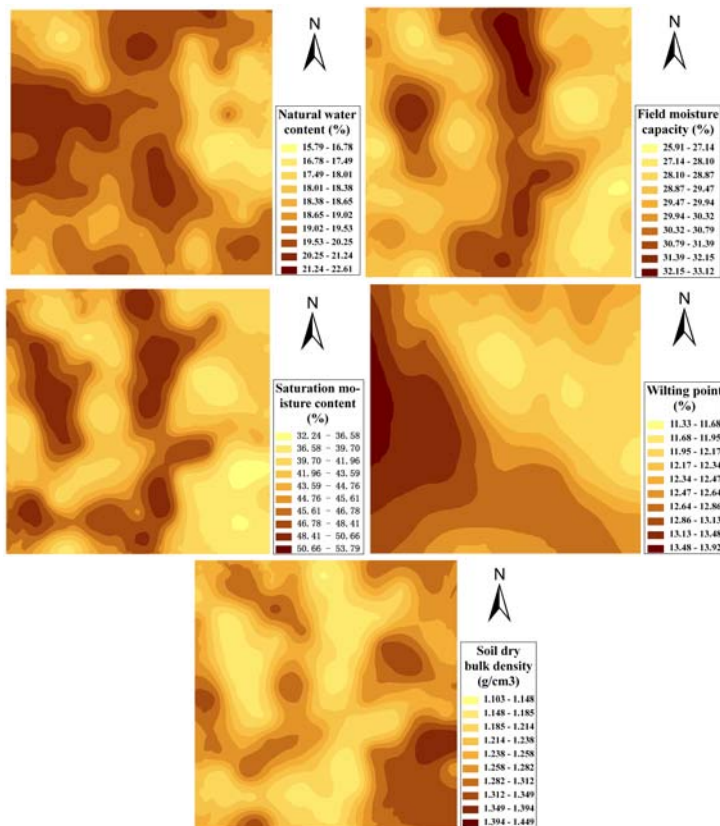 N
Natural water
content (%)
15.79 - 16.78
16.78 - 17.49
17.49 - 18.01
18.01 - 18.38
18.38 - 18.65
18.65 - 19.02
19.02 - 19.53
19.53 - 20.25
20.25 - 21.24
21.24 - 22.61
N
Field moisture
capacity (%)
25.91 - 27.14
27.14 - 28.10
28.10 - 28.87
28.87 - 29.47
29.47 - 29.94
29.94 - 30.32
30.32 - 30.79
30.79 - 31.39
31.39 - 32.15
32.15 - 33.12
N
Saturation mo-
isture content
(%)
32.24 - 36.58
36.58 - 39.70
39.70 - 41.96
41.96 - 43.59
43.59 - 44.76
44.76 - 45.61
45.61 - 46.78
46.78 - 48.41
48.41 - 50.66
50.66 - 53.79
N
Wilting point
(%)
11.33 - 11.68
11.68 - 11.95
11.95 - 12.17
12.17 - 12.34
12.34 - 12.47
12.47 - 12.64
12.64 - 12.86
12.86 - 13.15
13.13 - 13.48
13.48 - 13.92
N
Soil dry
bulk density
(g/cm3)
1.103 - 1.148
1.148 - 1.185
1.185 - 1.214
1.214 - 1.238
1.238 - 1.258
1.258 - 1.282
1.282 - 1.312
1.312 - 1.349
1.349 - 1.394
1.394 - 1.449